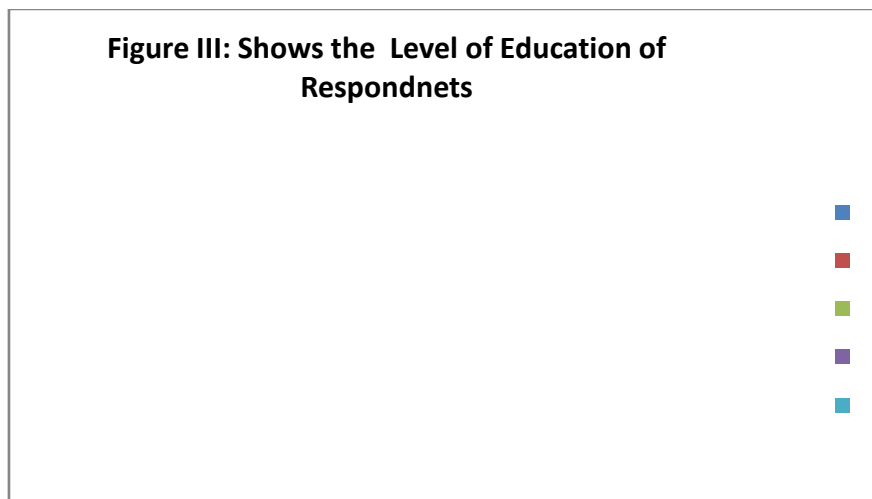 Figure III: Shows the  Level of Education of
Respondnets